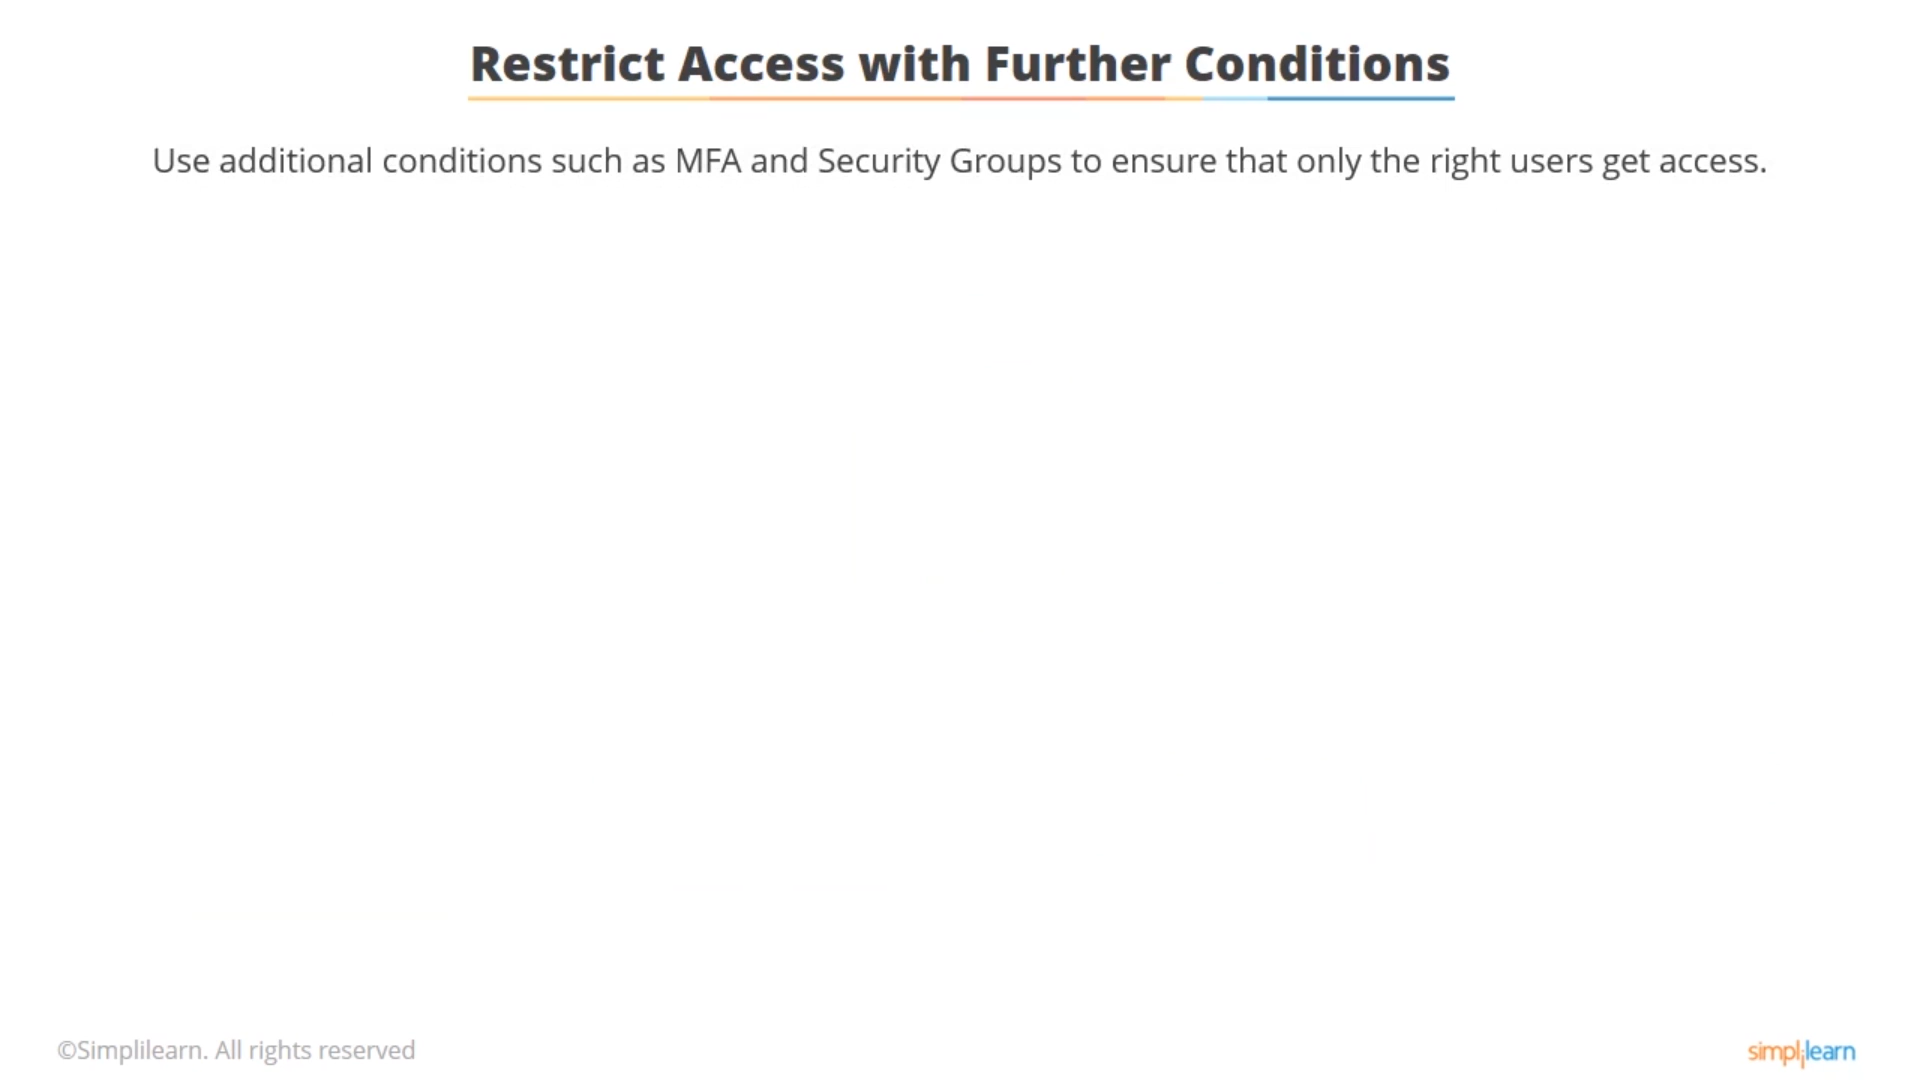 Restrict Access with Further Conditions
Use additional conditions such as MFA and Security Groups to ensure that only the right users get access.
©Simplilearn. All rights reserved
simplilearn